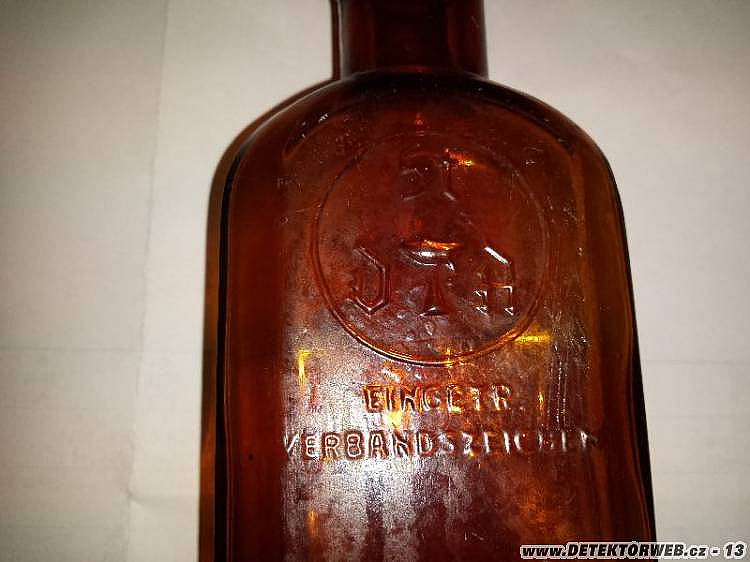 EINGETR.
VERBANDSZEICHEN
www.DETEKTORWEB.cz - 13